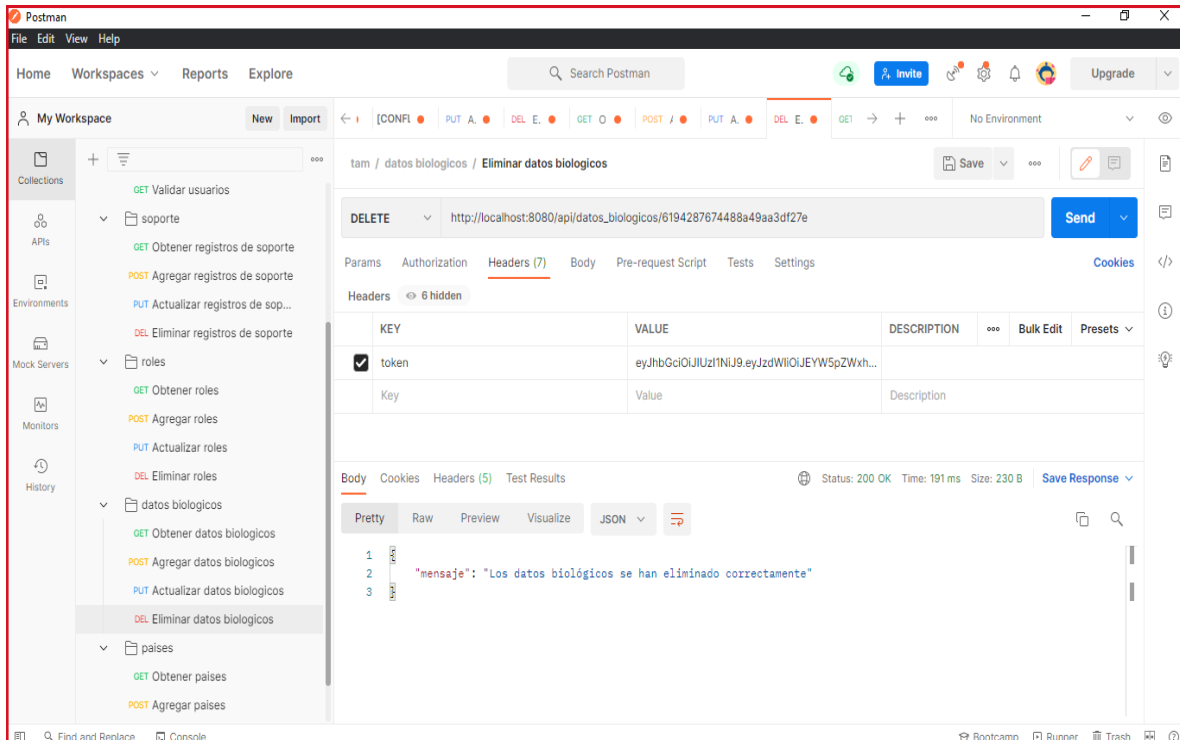 Postman
File Edit View Help
Home Workspaces Reports Explore
Search Postman
Invite
Upgrade
My Workspace
New Import
[CONFL
PUT A.
DEL E.
GET O
POST A
PUT A.
DEL E.
GET
No Environment
Collections
APIs
Environments
Mock Servers
Monitors
History
GET Validar usuarios
soporte
GET Obtener registros de soporte
POST Agregar registros de soporte
PUT Actualizar registros de sop...
DEL Eliminar registros de soporte
roles
GET Obtener roles
POST Agregar roles
PUT Actualizar roles
DEL Eliminar roles
datos biologicos
GET Obtener datos biologicos
POST Agregar datos biologicos
PUT Actualizar datos biologicos
DEL Eliminar datos biologicos
paises
GET Obtener paises
POST Agregar paises
tam / datos biologicos / Eliminar datos biologicos
Save
DELETE http://localhost:8080/api/datos_biologicos/6194287674488a49aa3df27e
Send
Params Authorization Headers (7) Body Pre-request Script Tests Settings
Cookies
Headers 6 hidden
KEY VALUE DESCRIPTION Bulk Edit Presets
token eyJhbGciOiJIUzI1NiJ9.eyJzdWIiOiJEYW5pZWxh...
Key Value Description
Body Cookies Headers (5) Test Results
Status: 200 OK Time: 191 ms Size: 230 B Save Response
Pretty Raw Preview Visualize JSON
1 {
2 "mensaje": "Los datos biológicos se han eliminado correctamente"
3 }
Find and Replace Console
Bootcamp Runner Trash